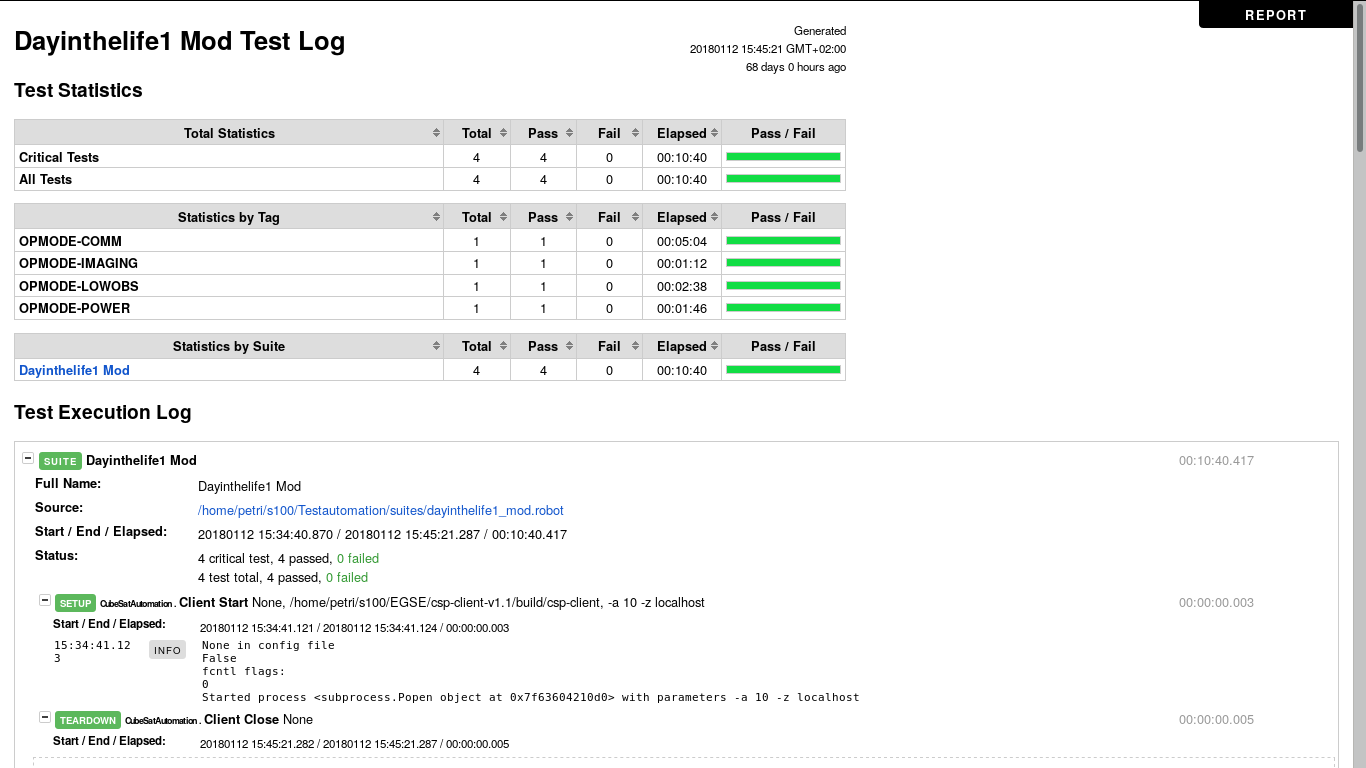 REPORT
Dayinthelife1 Mod Test Log
Generated
20180112 15:45:21 GMT+02:00
68 days 0 hours ago
Test Statistics
Total Statistics Total Pass Fail Elapsed Pass / Fail
Critical Tests 4 4 0 00:10:40
All Tests 4 4 0 00:10:40
Statistics by Tag Total Pass Fail Elapsed Pass / Fail
OPMODE-COMM 1 1 0 00:05:04
OPMODE-IMAGING 1 1 0 00:01:12
OPMODE-LOWOBS 1 1 0 00:02:38
OPMODE-POWER 1 1 0 00:01:46
Statistics by Suite Total Pass Fail Elapsed Pass / Fail
Dayinthelife1 Mod 4 4 0 00:10:40
Test Execution Log
SUITE Dayinthelife1 Mod 00:10:40.417
Full Name: Dayinthelife1 Mod
Source: /home/petri/s100/Testautomation/suites/dayinthelife1_mod.robot
Start / End / Elapsed: 20180112 15:34:40.870 / 20180112 15:45:21.287 / 00:10:40.417
Status: 4 critical test, 4 passed, 0 failed
4 test total, 4 passed, 0 failed
SETUP CubeSatAutomation . Client Start None, /home/petri/s100/EGSE/csp-client-v1.1/build/csp-client, -a 10 -z localhost 00:00:00.003
Start / End / Elapsed: 20180112 15:34:41.121 / 20180112 15:34:41.124 / 00:00:00.003
15:34:41.12
3
INFO
None in config file
False
fcntl flags:
0
Started process <subprocess.Popen object at 0x7f63604210d0> with parameters -a 10 -z localhost
TEARDOWN CubeSatAutomation . Client Close None 00:00:00.005
Start / End / Elapsed: 20180112 15:45:21.282 / 20180112 15:45:21.287 / 00:00:00.005